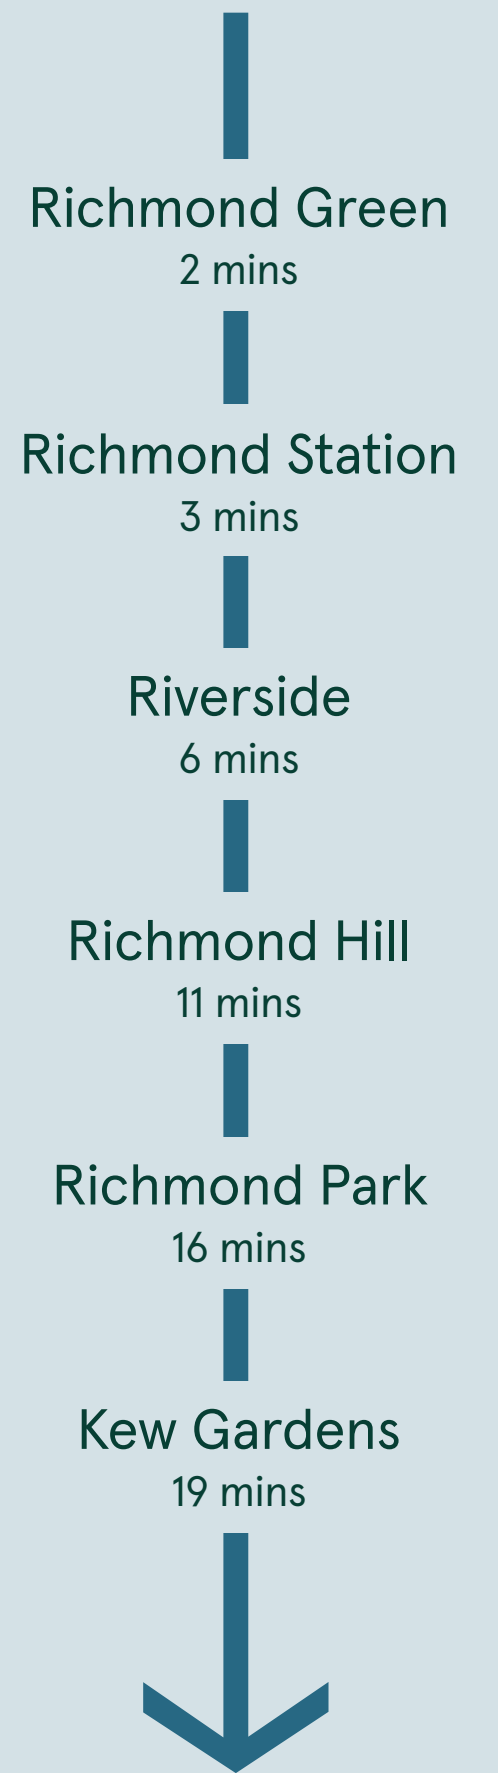 Richmond Green
2 mins
Richmond Station
3 mins
Riverside
6 mins
Richmond Hill
11 mins
Richmond Park
16 mins
Kew Gardens
19 mins